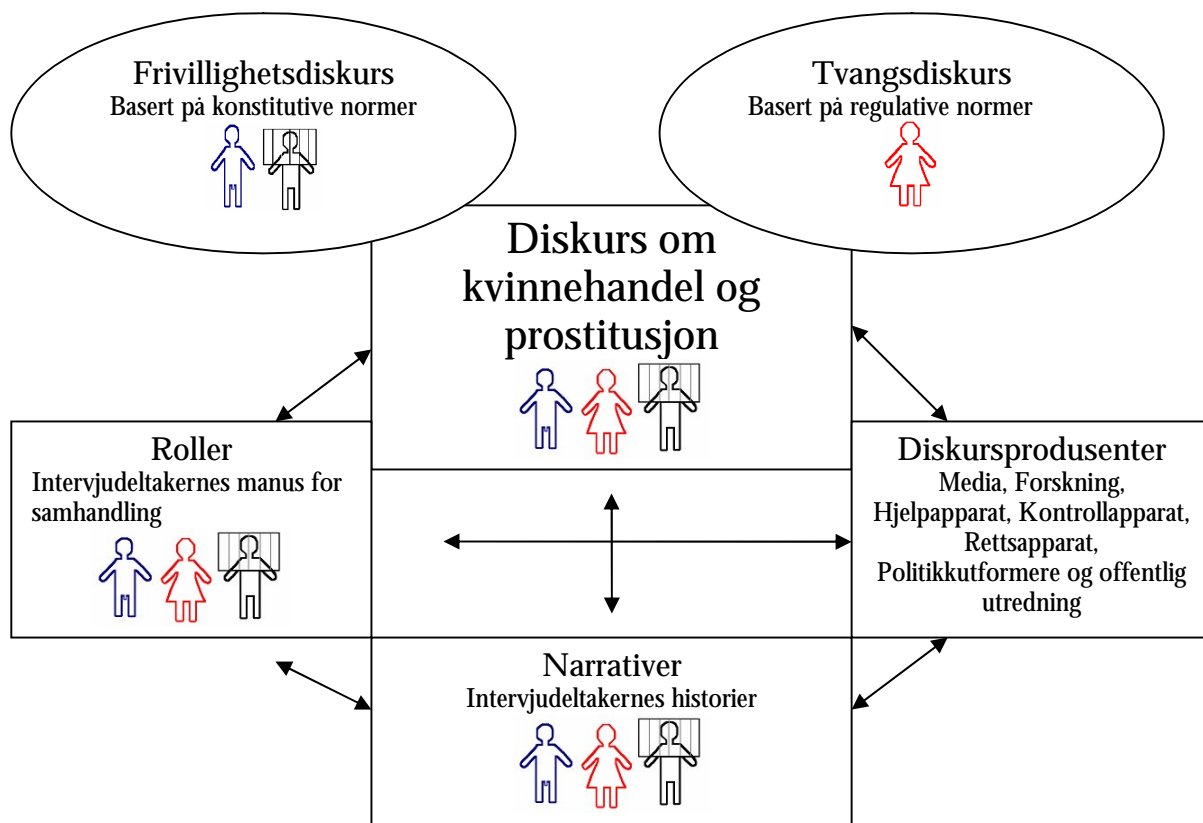 Frivillighetsdiskurs
Basert på konstitutive normer
Tvangsdiskurs
Basert på regulative normer
Diskurs om
kvinnehandel og
prostitusjon
Roller
Intervjudeltakernes manus for
samhandling
Diskursprodusenter
Media, Forskning,
Hjelpapparat, Kontrollapparat,
Rettsapparat,
Politikkutformere og offentlig
utredning
Narrativer
Intervjudeltakernes historier